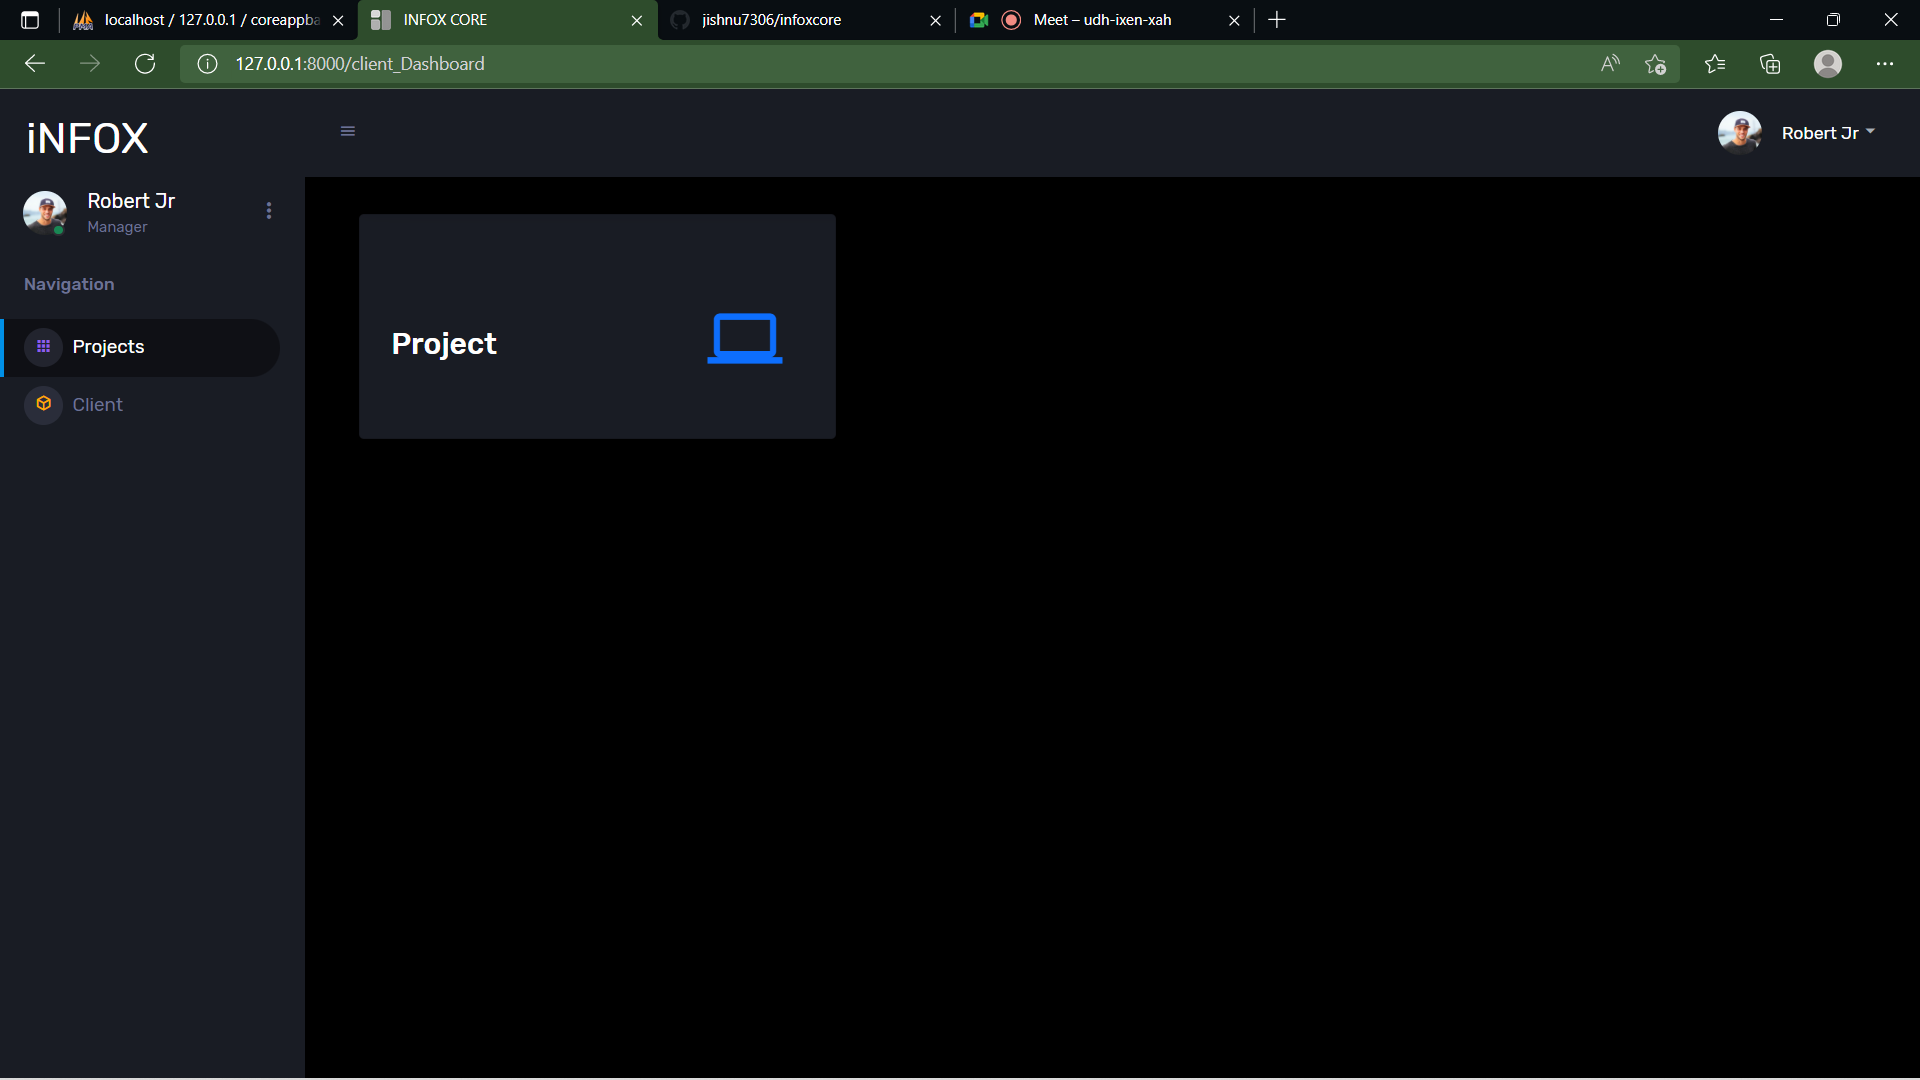 localhost / 127.0.0.1 / coreappba
INFOX CORE
jishnu7306/infoxcore
Meet – udh-ixen-xah
127.0.0.1:8000/client_Dashboard
iNFOX
Robert Jr
Robert Jr
Manager
Navigation
Projects
Client
Project